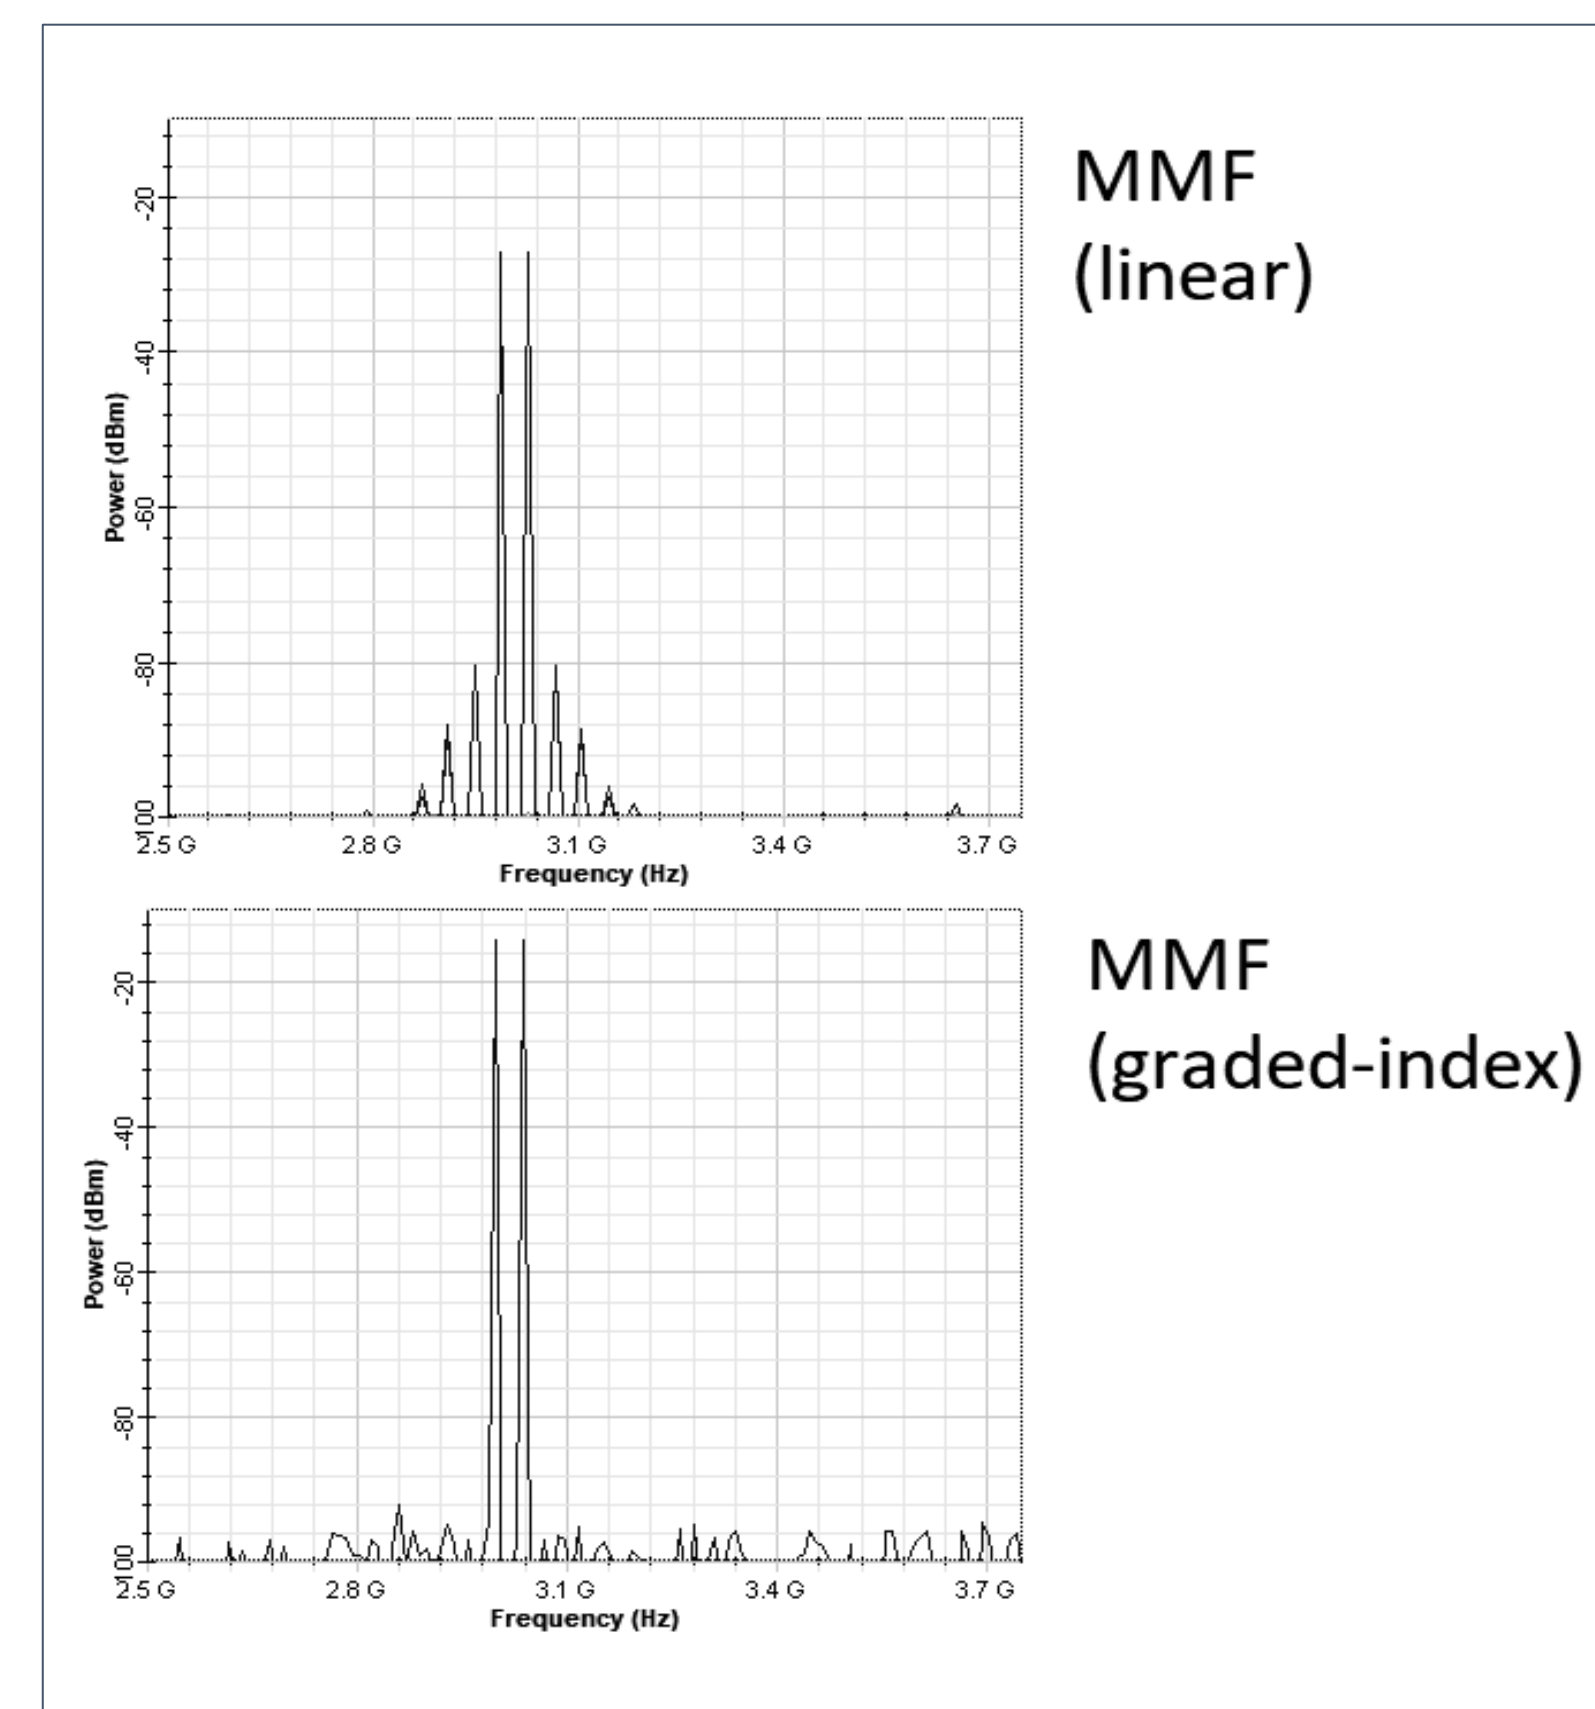 MMF
(linear)
-20
-40
-60
-80
-100
Power (dBm)
2.5 G 2.8 G 3.1 G 3.4 G 3.7 G
Frequency (Hz)
MMF
(graded-index)
-20
-40
-60
-80
-100
Power (dBm)
2.5 G 2.8 G 3.1 G 3.4 G 3.7 G
Frequency (Hz)